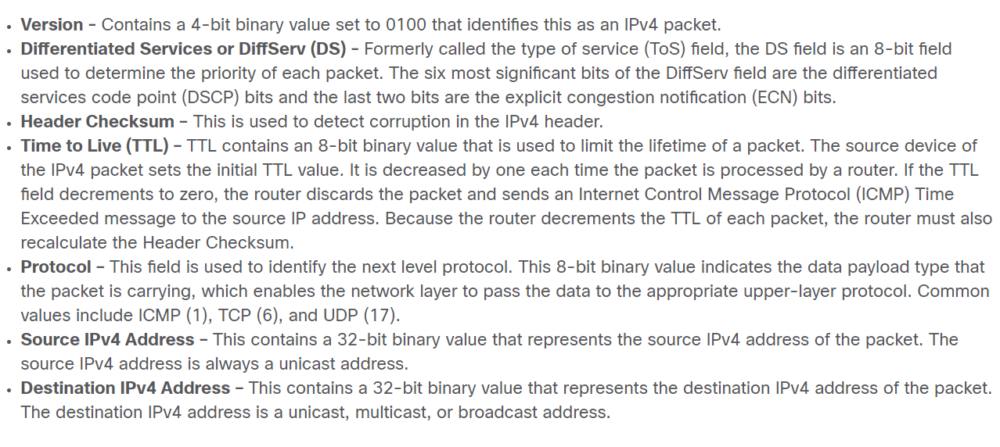 • Version – Contains a 4-bit binary value set to 0100 that identifies this as an IPv4 packet.
• Differentiated Services or DiffServ (DS) – Formerly called the type of service (ToS) field, the DS field is an 8-bit field
used to determine the priority of each packet. The six most significant bits of the DiffServ field are the differentiated
services code point (DSCP) bits and the last two bits are the explicit congestion notification (ECN) bits.
• Header Checksum – This is used to detect corruption in the IPv4 header.
• Time to Live (TTL) – TTL contains an 8-bit binary value that is used to limit the lifetime of a packet. The source device of
the IPv4 packet sets the initial TTL value. It is decreased by one each time the packet is processed by a router. If the TTL
field decrements to zero, the router discards the packet and sends an Internet Control Message Protocol (ICMP) Time
Exceeded message to the source IP address. Because the router decrements the TTL of each packet, the router must also
recalculate the Header Checksum.
• Protocol – This field is used to identify the next level protocol. This 8-bit binary value indicates the data payload type that
the packet is carrying, which enables the network layer to pass the data to the appropriate upper-layer protocol. Common
values include ICMP (1), TCP (6), and UDP (17).
• Source IPv4 Address – This contains a 32-bit binary value that represents the source IPv4 address of the packet. The
source IPv4 address is always a unicast address.
• Destination IPv4 Address – This contains a 32-bit binary value that represents the destination IPv4 address of the packet.
The destination IPv4 address is a unicast, multicast, or broadcast address.